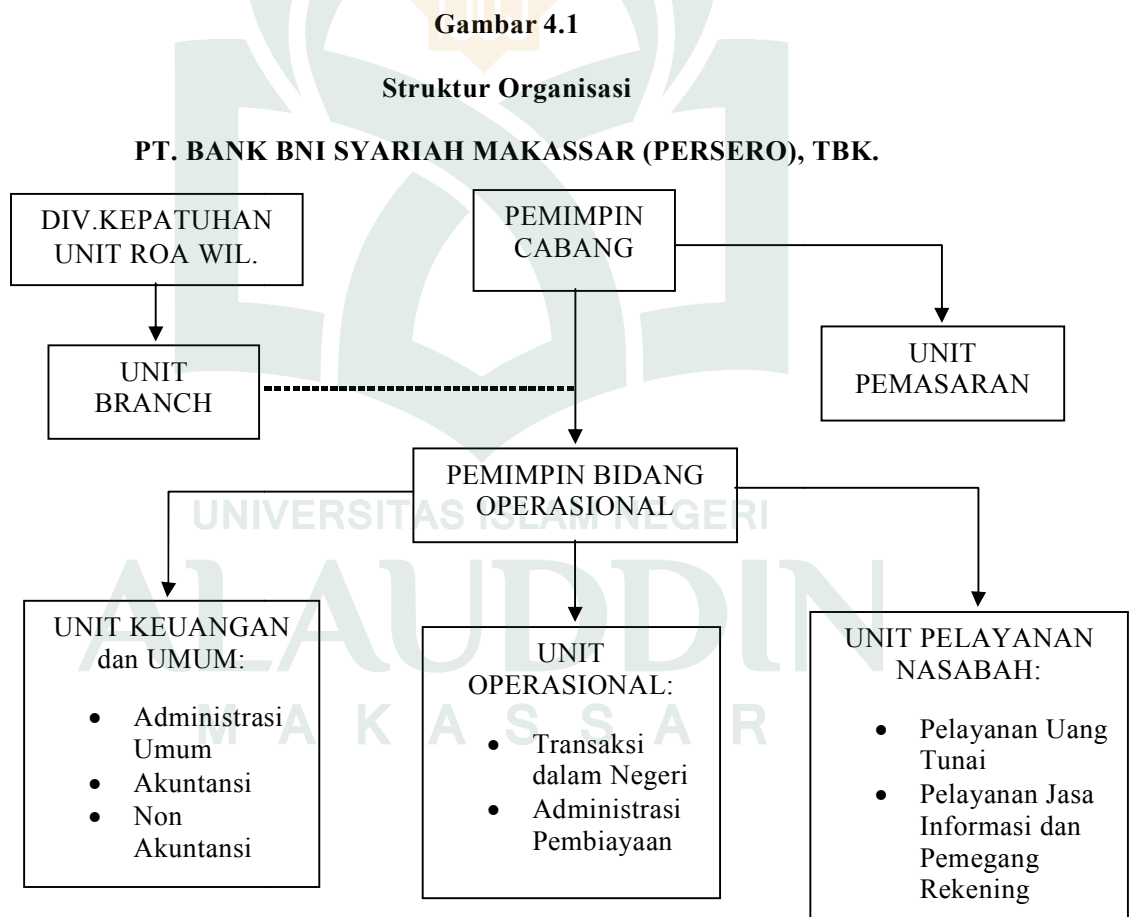 Gambar 4.1
Struktur Organisasi
PT. BANK BNI SYARIAH MAKASSAR (PERSERO), TBK.
DIV.KEPATUHAN
UNIT ROA WIL.
PEMIMPIN
CABANG
UNIT
BRANCH
UNIT
PEMASARAN
PEMIMPIN BIDANG
OPERASIONAL
UNIVERSITAS ISLAM NEGERI
ALAUDDIN
MAKASSAR
UNIT KEUANGAN
dan UMUM:
• Administrasi
Umum
• Akuntansi
• Non
Akuntansi
UNIT
OPERASIONAL:
• Transaksi
dalam Negeri
• Administrasi
Pembiayaan
UNIT PELAYANAN
NASABAH:
• Pelayanan Uang
Tunai
• Pelayanan Jasa
Informasi dan
Pemegang
Rekening